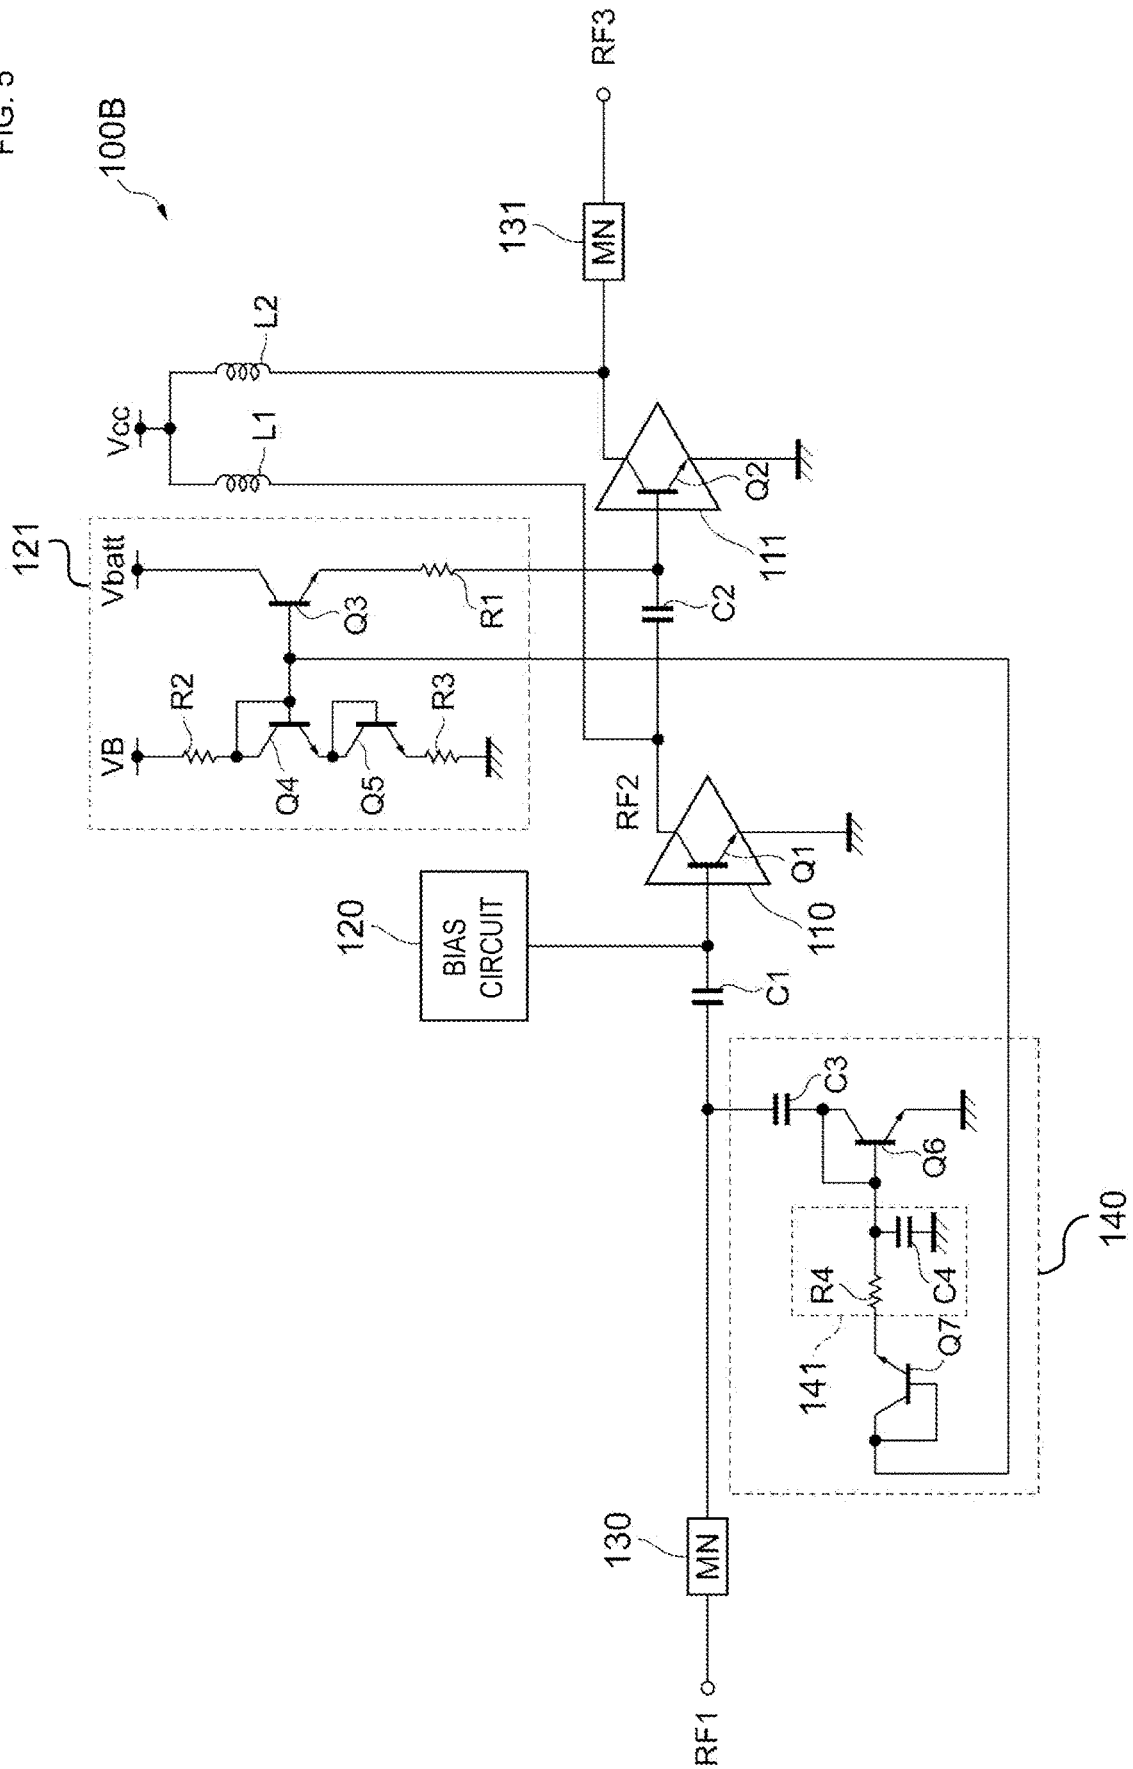 FIG. 5
100B
121
VB
Vbatt
Vcc
R2
Q4
Q5
R3
Q3
R1
L1
L2
120
BIAS
CIRCUIT
RF2
131
RF1
130
MN
C1
110
Q1
C2
111
Q2
MN
RF3
141
R4
C4
Q7
C3
Q6
140